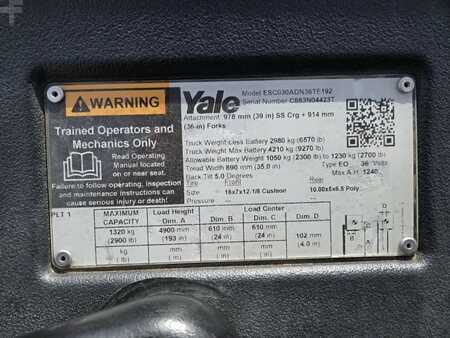 WARNING
Trained Operators and
Mechanics Only
Read Operating
Manual located
on or near seat.
Failure to follow operating, inspection
and maintenance instructions can
cause serious injury or death.
Yale
Model ESC030ADN36TE192
Serial Number C883N04423T
Attachment 978 mm (39 in) SS Crg + 914 mm
(36 in) Forks
Truck Weight Less Battery 2980 kg (6570 lb)
Truck Weight Max Battery 4210 kg (9270 lb)
Allowable Battery Weight 1050 kg (2300 lb) to 1230 kg (2700 lb)
Tread Width 890 mm (35.0 in) Type EO 36 Volts
Back Tilt 5.0 Degrees Max A.H. 1240
Tire Front
Size 16x7x12-1/8 Cushion 10.00x5x6.5 Poly
Pressure -- --
PLT 1
MAXIMUM CAPACITY Load Height Dim. A Load Center
Dim. B Dim. C Dim. D
1320 kg 4900 mm 610 mm 610 mm 102 mm
(2900 lb) (193 in) (24 in) (24 in) (4.0 in)
kg mm mm mm
(lb) (in) (in) (in)
B
D